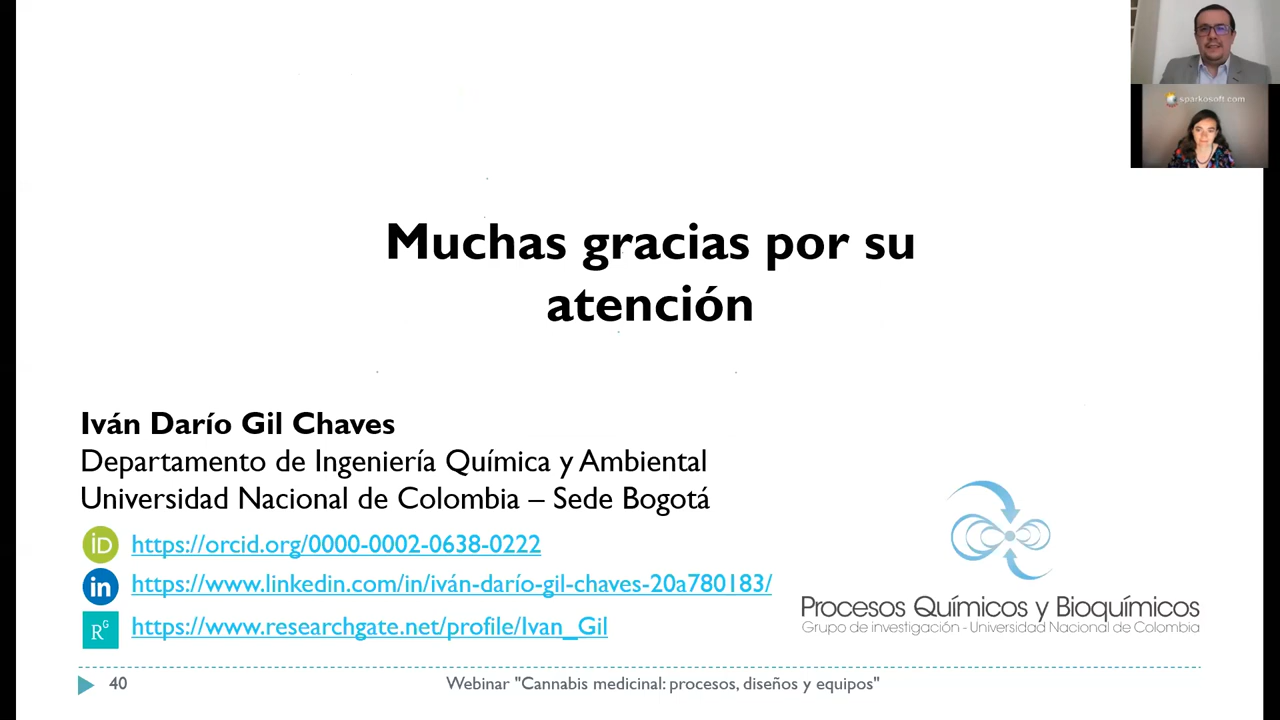 sparkosoft.com
Muchas gracias por su
atención
Iván Darío Gil Chaves
Departamento de Ingeniería Química y Ambiental
Universidad Nacional de Colombia – Sede Bogotá
iD https://orcid.org/0000-0002-0638-0222
in https://www.linkedin.com/in/iván-darío-gil-chaves-20a780183/
RG https://www.researchgate.net/profile/Ivan_Gil
Procesos Químicos y Bioquímicos
Grupo de investigación - Universidad Nacional de Colombia
40 Webinar "Cannabis medicinal: procesos, diseños y equipos"